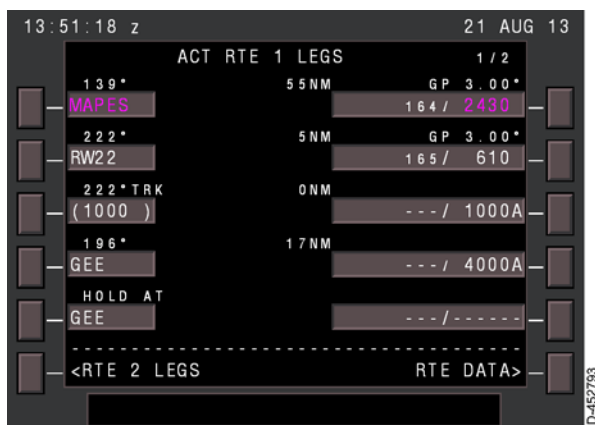 13:51:18 z 21 AUG 13
ACT RTE 1 LEGS 1/2
139° 55NM GP 3.00°
MAPES 164/ 2430
222° 5NM GP 3.00°
RW22 165/ 610
222°TRK 0NM
(1000 ) ---/ 1000A
196° 17NM
GEE ---/ 4000A
HOLD AT
GEE ---/------
<RTE 2 LEGS RTE DATA>
D-452793